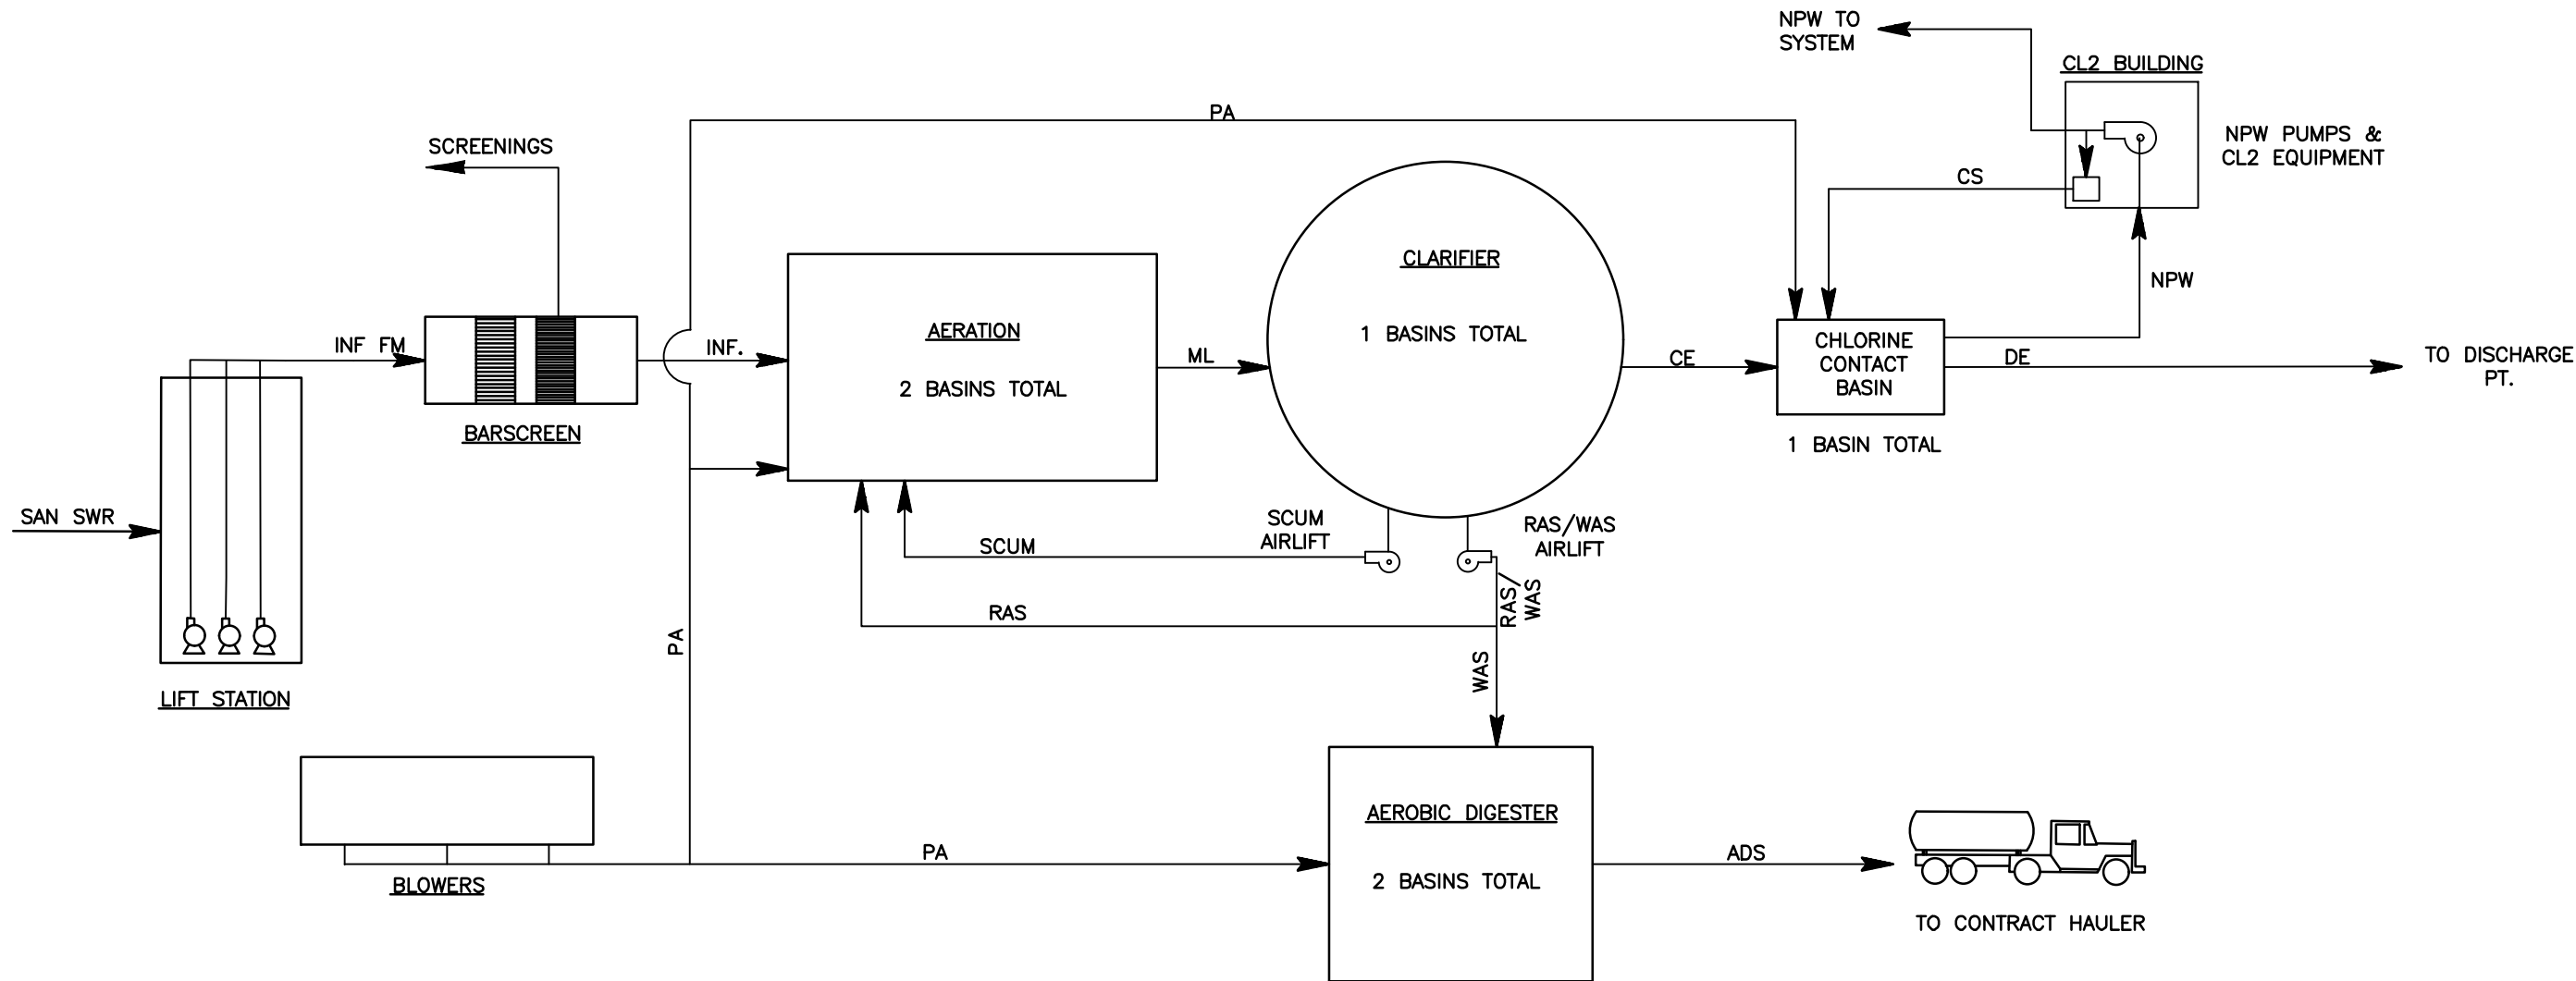 NPW TO
SYSTEM
CL2 BUILDING
NPW PUMPS &
CL2 EQUIPMENT
PA
SCREENINGS
CS
CLARIFIER
1 BASINS TOTAL
NPW
AERATION
2 BASINS TOTAL
INF FM
INF.
ML
CE
CHLORINE
CONTACT
BASIN
DE
TO DISCHARGE
PT.
1 BASIN TOTAL
BARSCREEN
SAN SWR
SCUM
AIRLIFT
RAS/WAS
AIRLIFT
SCUM
RAS
WAS
RAS
PA
WAS
LIFT STATION
AEROBIC DIGESTER
2 BASINS TOTAL
PA
ADS
BLOWERS
TO CONTRACT HAULER